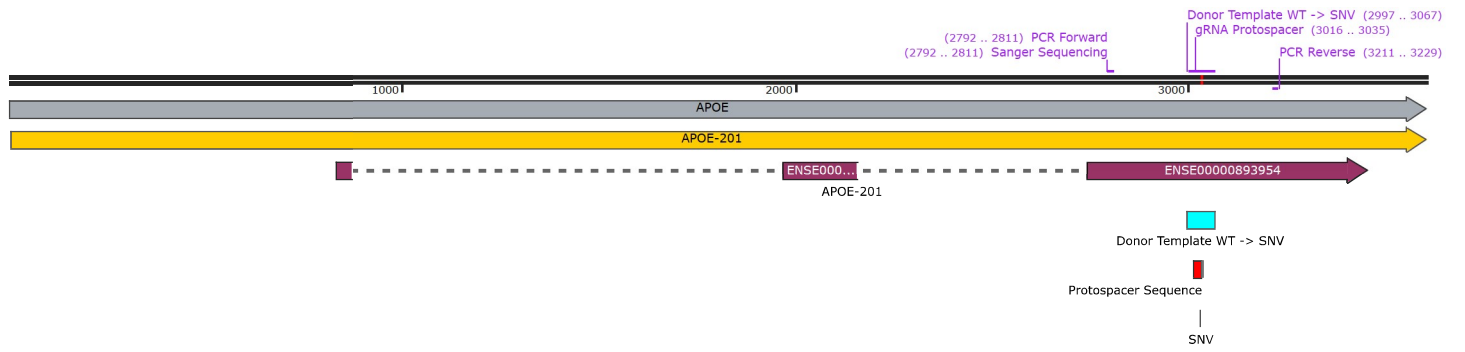 Donor Template WT -> SNV (2997 .. 3067)
(2792 .. 2811) PCR Forward
gRNA Protospacer (3016 .. 3035)
(2792 .. 2811) Sanger Sequencing
PCR Reverse (3211 .. 3229)
1000
2000
3000
APOE
APOE-201
ENSE000...
ENSE00000893954
APOE-201
Donor Template WT -> SNV
Protospacer Sequence
SNV